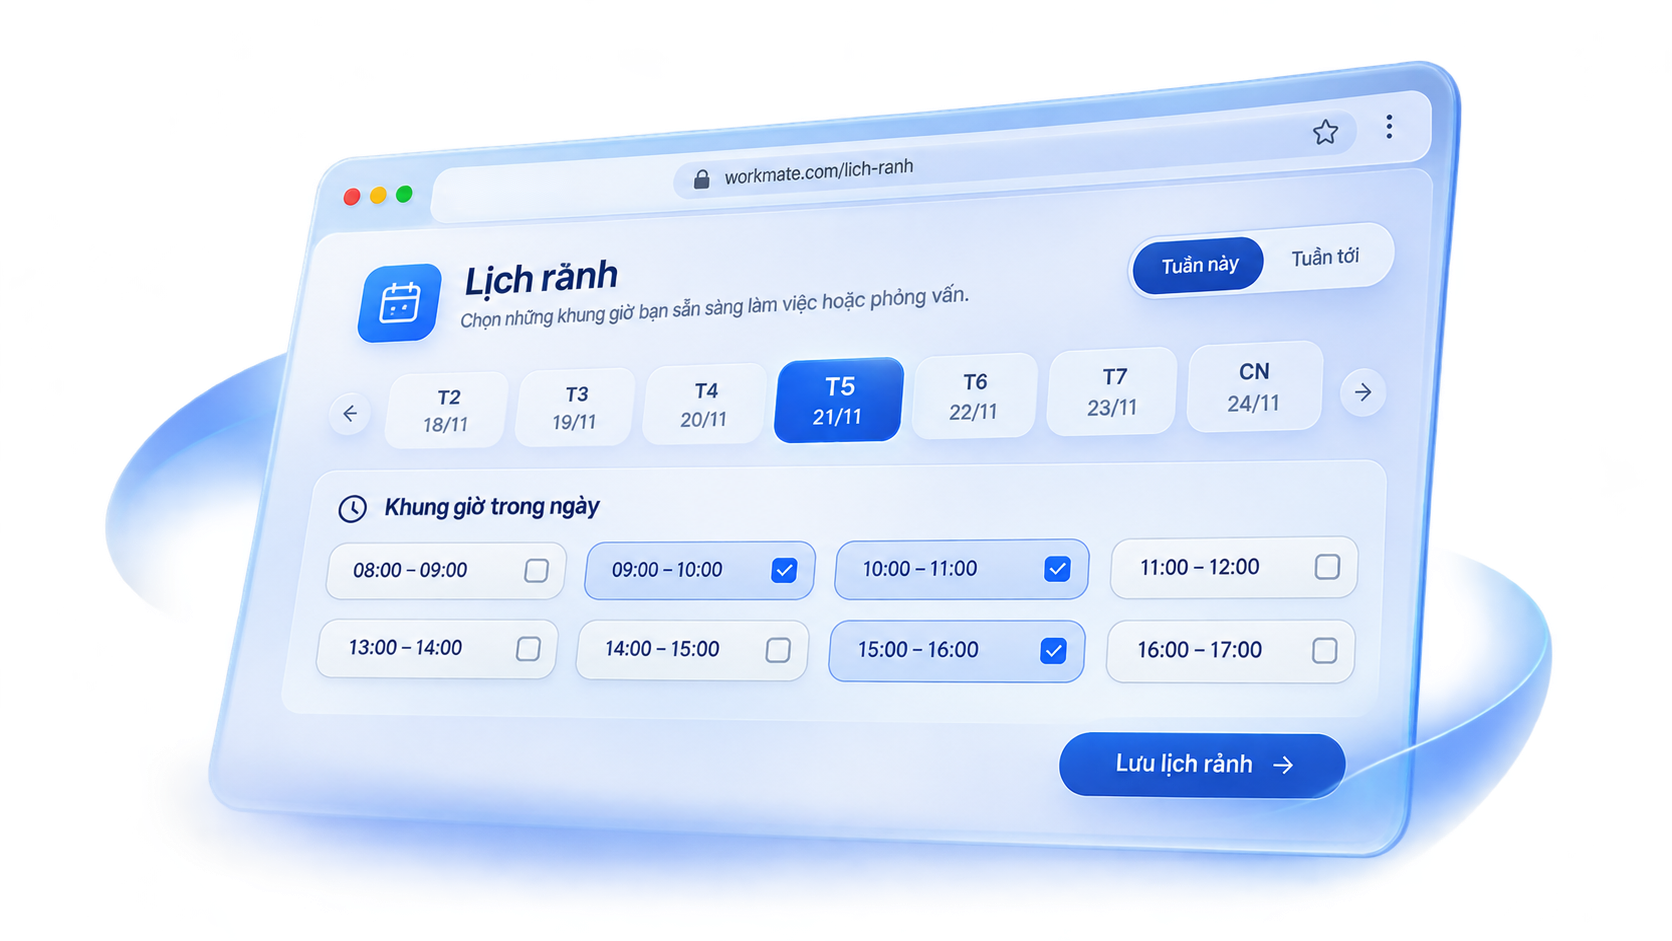 workmate.com/lich-ranh
Lịch rảnh
Chọn những khung giờ bạn sẵn sàng làm việc hoặc phỏng vấn.
Tuần này
Tuần tới
T2
18/11
T3
19/11
T4
20/11
T5
21/11
T6
22/11
T7
23/11
CN
24/11
Khung giờ trong ngày
08:00 – 09:00
09:00 – 10:00
10:00 – 11:00
11:00 – 12:00
13:00 – 14:00
14:00 – 15:00
15:00 – 16:00
16:00 – 17:00
Lưu lịch rảnh